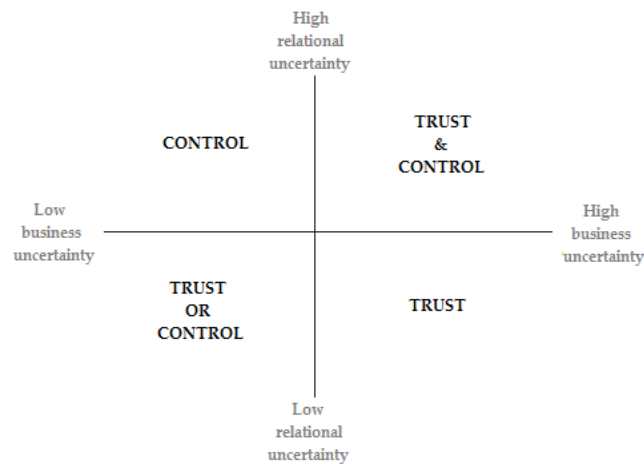 High
relational
uncertainty
CONTROL
TRUST
&
CONTROL
Low
business
uncertainty
High
business
uncertainty
TRUST
OR
CONTROL
TRUST
Low
relational
uncertainty